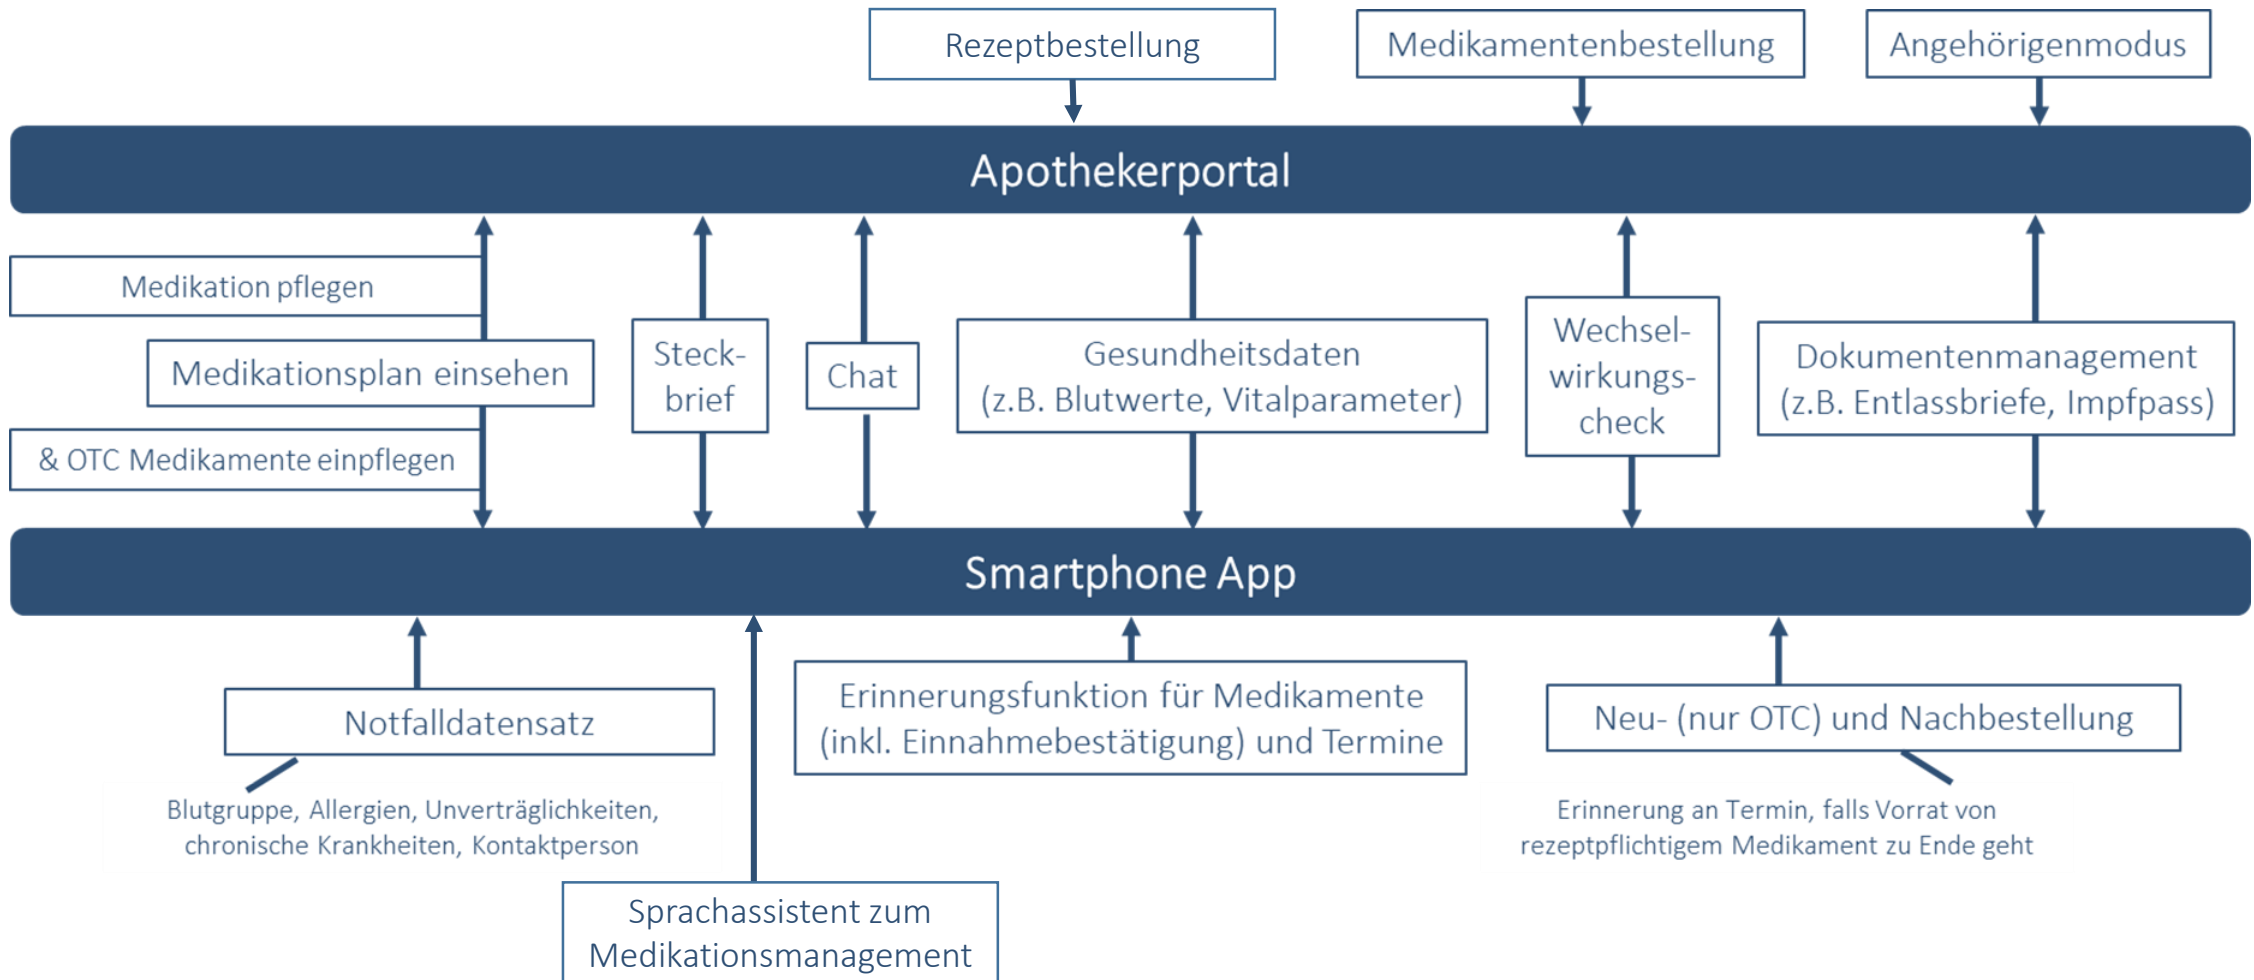 Rezeptbestellung
Medikamentenbestellung
Angehörigenmodus
Apothekerportal
Medikation pflegen
Medikationsplan einsehen
& OTC Medikamente einpflegen
Steck-
brief
Chat
Gesundheitsdaten
(z.B. Blutwerte, Vitalparameter)
Wechsel-
wirkungs-
check
Dokumentenmanagement
(z.B. Entlassbriefe, Impfpass)
Smartphone App
Notfalldatensatz
Blutgruppe, Allergien, Unverträglichkeiten,
chronische Krankheiten, Kontaktperson
Sprachassistent zum
Medikationsmanagement
Erinnerungsfunktion für Medikamente
(inkl. Einnahmebestätigung) und Termine
Neu- (nur OTC) und Nachbestellung
Erinnerung an Termin, falls Vorrat von
rezeptpflichtigem Medikament zu Ende geht